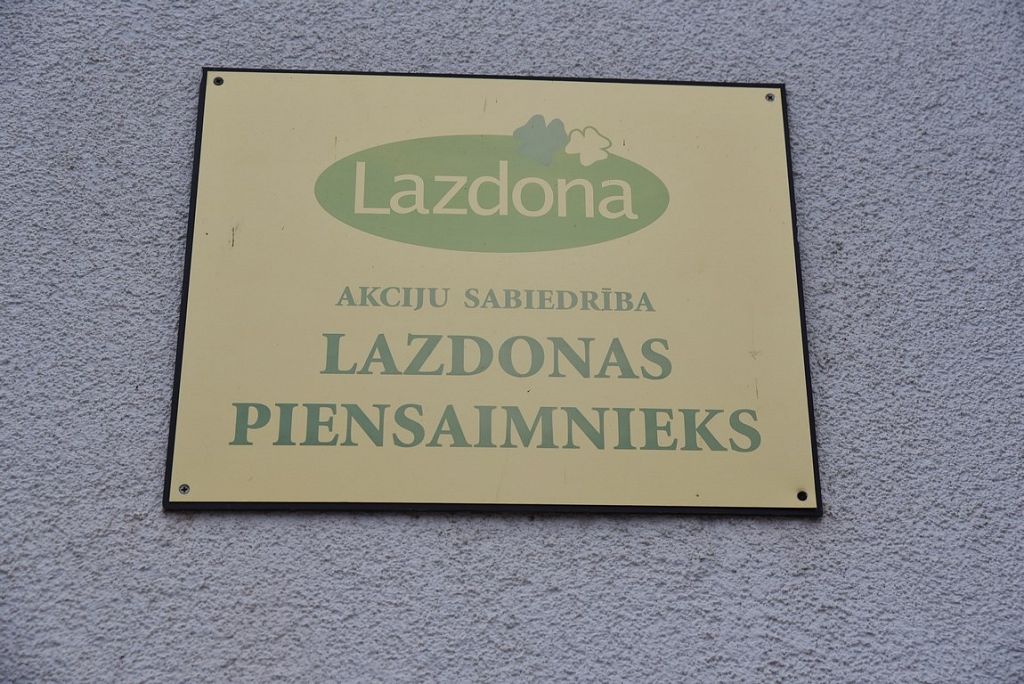 Lazdona
AKCIJU SABIEDRĪBA
LAZDONAS
PIENSAIMNIEKS